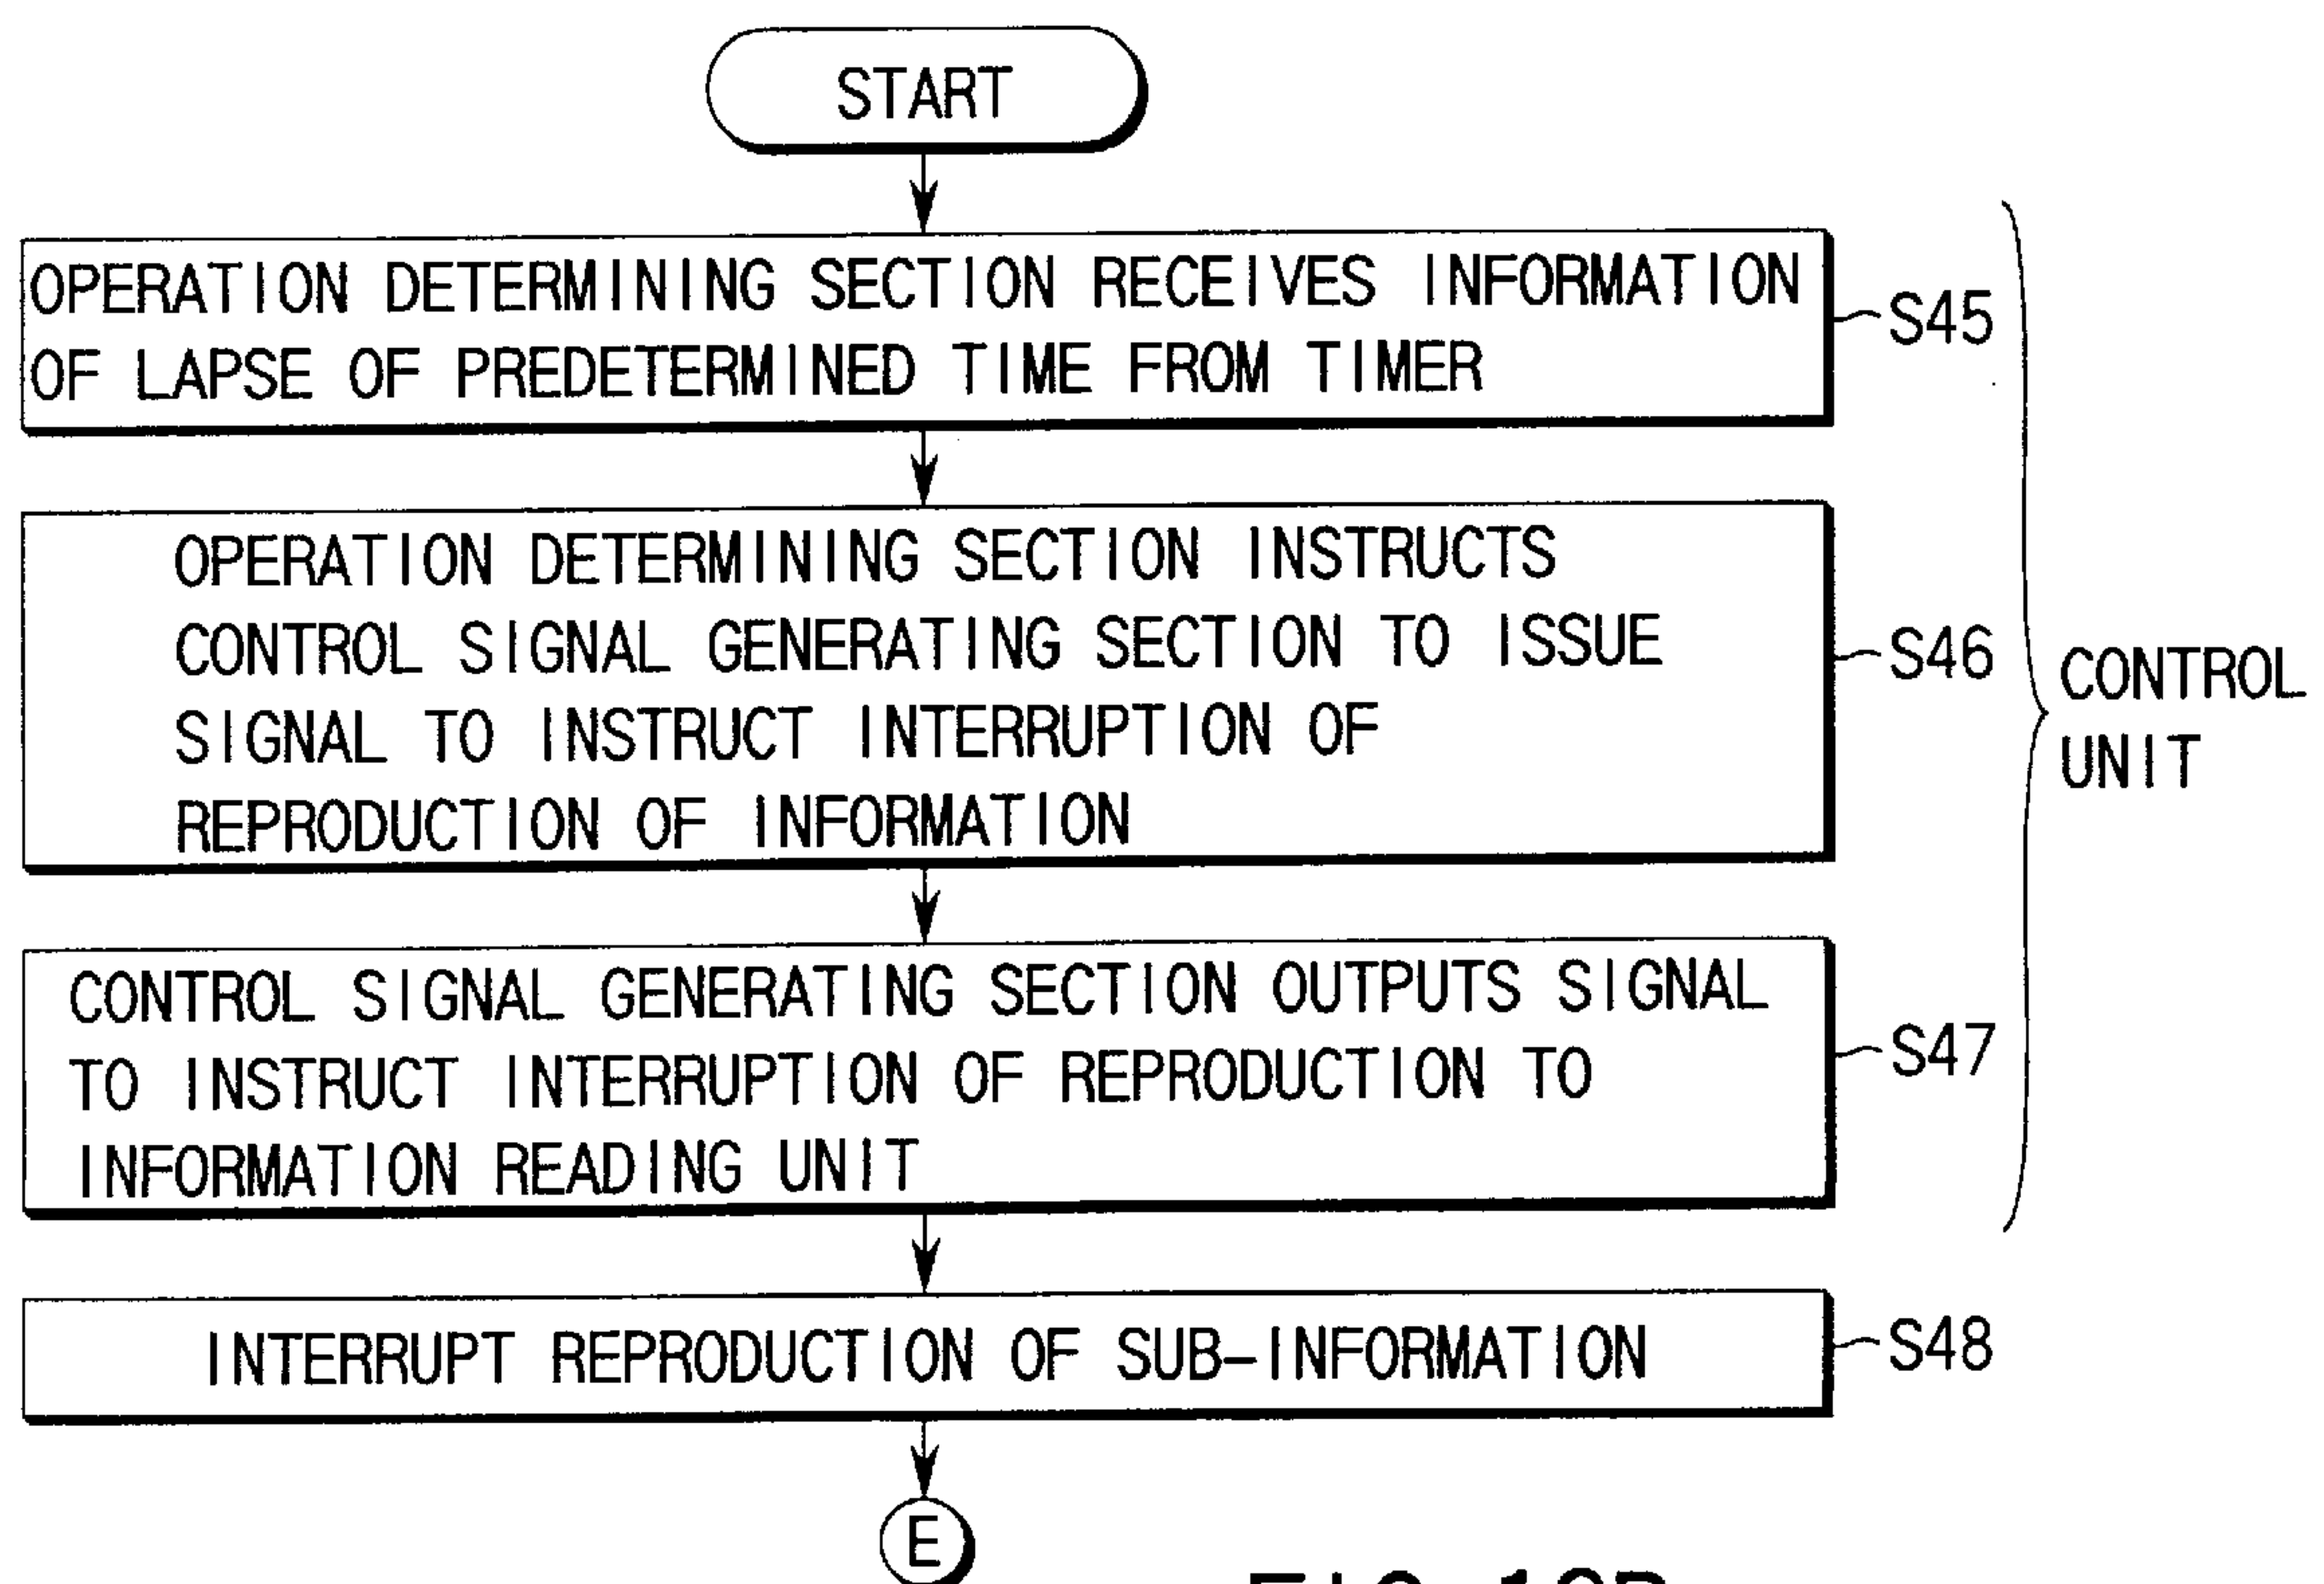 START
OPERATION DETERMINING SECTION RECEIVES INFORMATION
OF LAPSE OF PREDETERMINED TIME FROM TIMER
S45
OPERATION DETERMINING SECTION INSTRUCTS
CONTROL SIGNAL GENERATING SECTION TO ISSUE
SIGNAL TO INSTRUCT INTERRUPTION OF
REPRODUCTION OF INFORMATION
S46
CONTROL
UNIT
CONTROL SIGNAL GENERATING SECTION OUTPUTS SIGNAL
TO INSTRUCT INTERRUPTION OF REPRODUCTION TO
INFORMATION READING UNIT
S47
INTERRUPT REPRODUCTION OF SUB-INFORMATION
S48
E